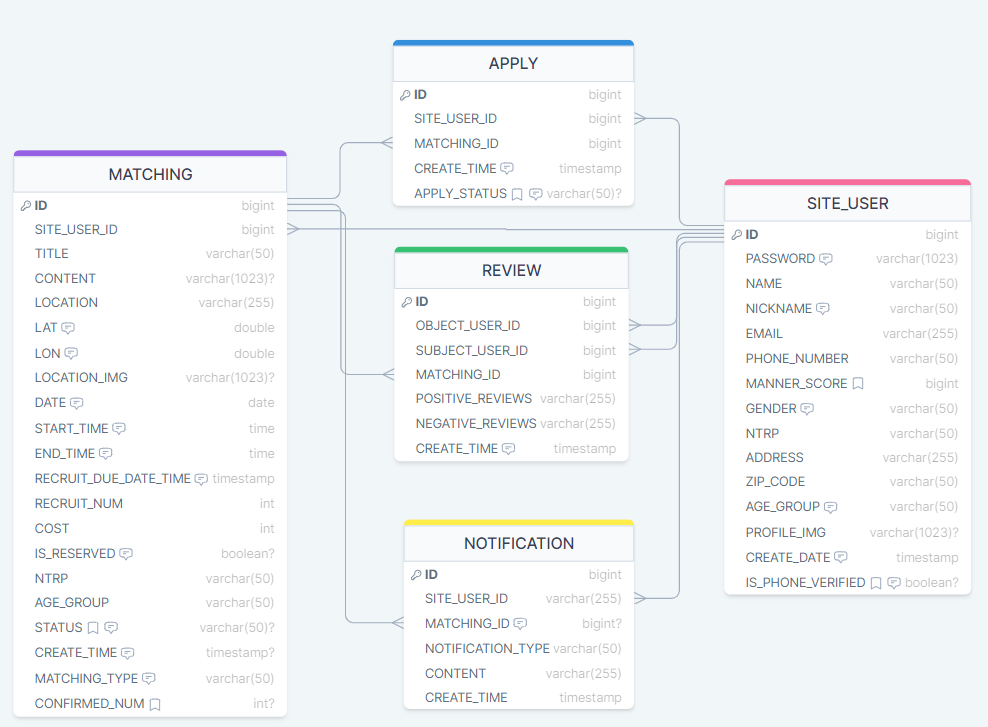 APPLY
ID bigint
SITE_USER_ID bigint
MATCHING_ID bigint
CREATE_TIME timestamp
APPLY_STATUS varchar(50)?
MATCHING
ID bigint
SITE_USER_ID bigint
TITLE varchar(50)
CONTENT varchar(1023)?
LOCATION varchar(255)
LAT double
LON double
LOCATION_IMG varchar(1023)?
DATE date
START_TIME time
END_TIME time
RECRUIT_DUE_DATE_TIME timestamp
RECRUIT_NUM int
COST int
IS_RESERVED boolean?
NTRP varchar(50)
AGE_GROUP varchar(50)
STATUS varchar(50)?
CREATE_TIME timestamp?
MATCHING_TYPE varchar(50)
CONFIRMED_NUM int?
REVIEW
ID bigint
OBJECT_USER_ID bigint
SUBJECT_USER_ID bigint
MATCHING_ID bigint
POSITIVE_REVIEWS varchar(255)
NEGATIVE_REVIEWS varchar(255)
CREATE_TIME timestamp
NOTIFICATION
ID bigint
SITE_USER_ID varchar(255)
MATCHING_ID bigint?
NOTIFICATION_TYPE varchar(50)
CONTENT varchar(255)
CREATE_TIME timestamp
SITE_USER
ID bigint
PASSWORD varchar(1023)
NAME varchar(50)
NICKNAME varchar(50)
EMAIL varchar(255)
PHONE_NUMBER varchar(50)
MANNER_SCORE bigint
GENDER varchar(50)
NTRP varchar(50)
ADDRESS varchar(255)
ZIP_CODE varchar(50)
AGE_GROUP varchar(50)
PROFILE_IMG varchar(1023)?
CREATE_DATE timestamp
IS_PHONE_VERIFIED boolean?